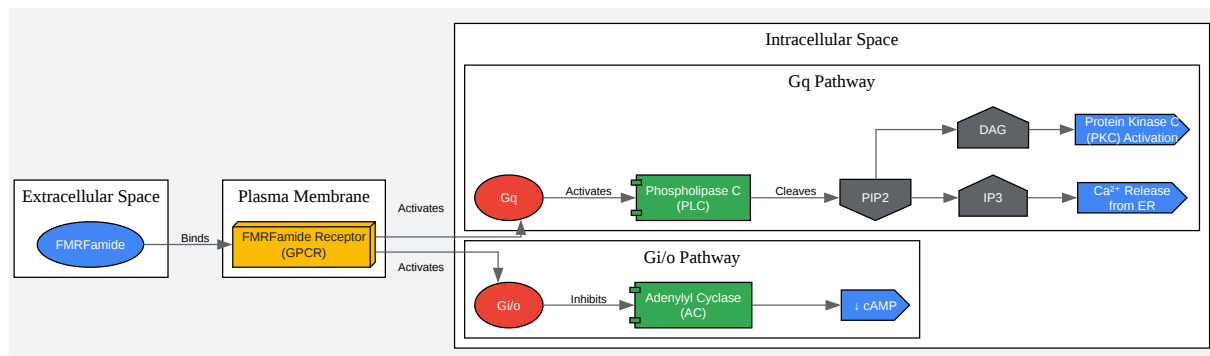 Intracellular Space
Gq Pathway
DAG
Protein Kinase C
(PKC) Activation
Extracellular Space
Plasma Membrane
Activates
Gq
Activates
Phospholipase C
(PLC)
Cleaves
PIP2
IP3
Ca²⁺ Release
from ER
FMRFamide
Binds
FMRFamide Receptor
(GPCR)
Activates
Gi/o Pathway
Gi/o
Inhibits
Adenylyl Cyclase
(AC)
↓ cAMP